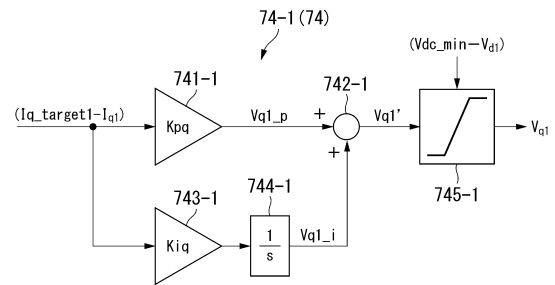 74-1 (74)
(Vdc_min−Vd1)
741-1
742-1
(Iq_target1−Iq1)
Kpq
Vq1_p
+
Vq1'
Vq1
+
743-1
744-1
745-1
Kiq
1
s
Vq1_i